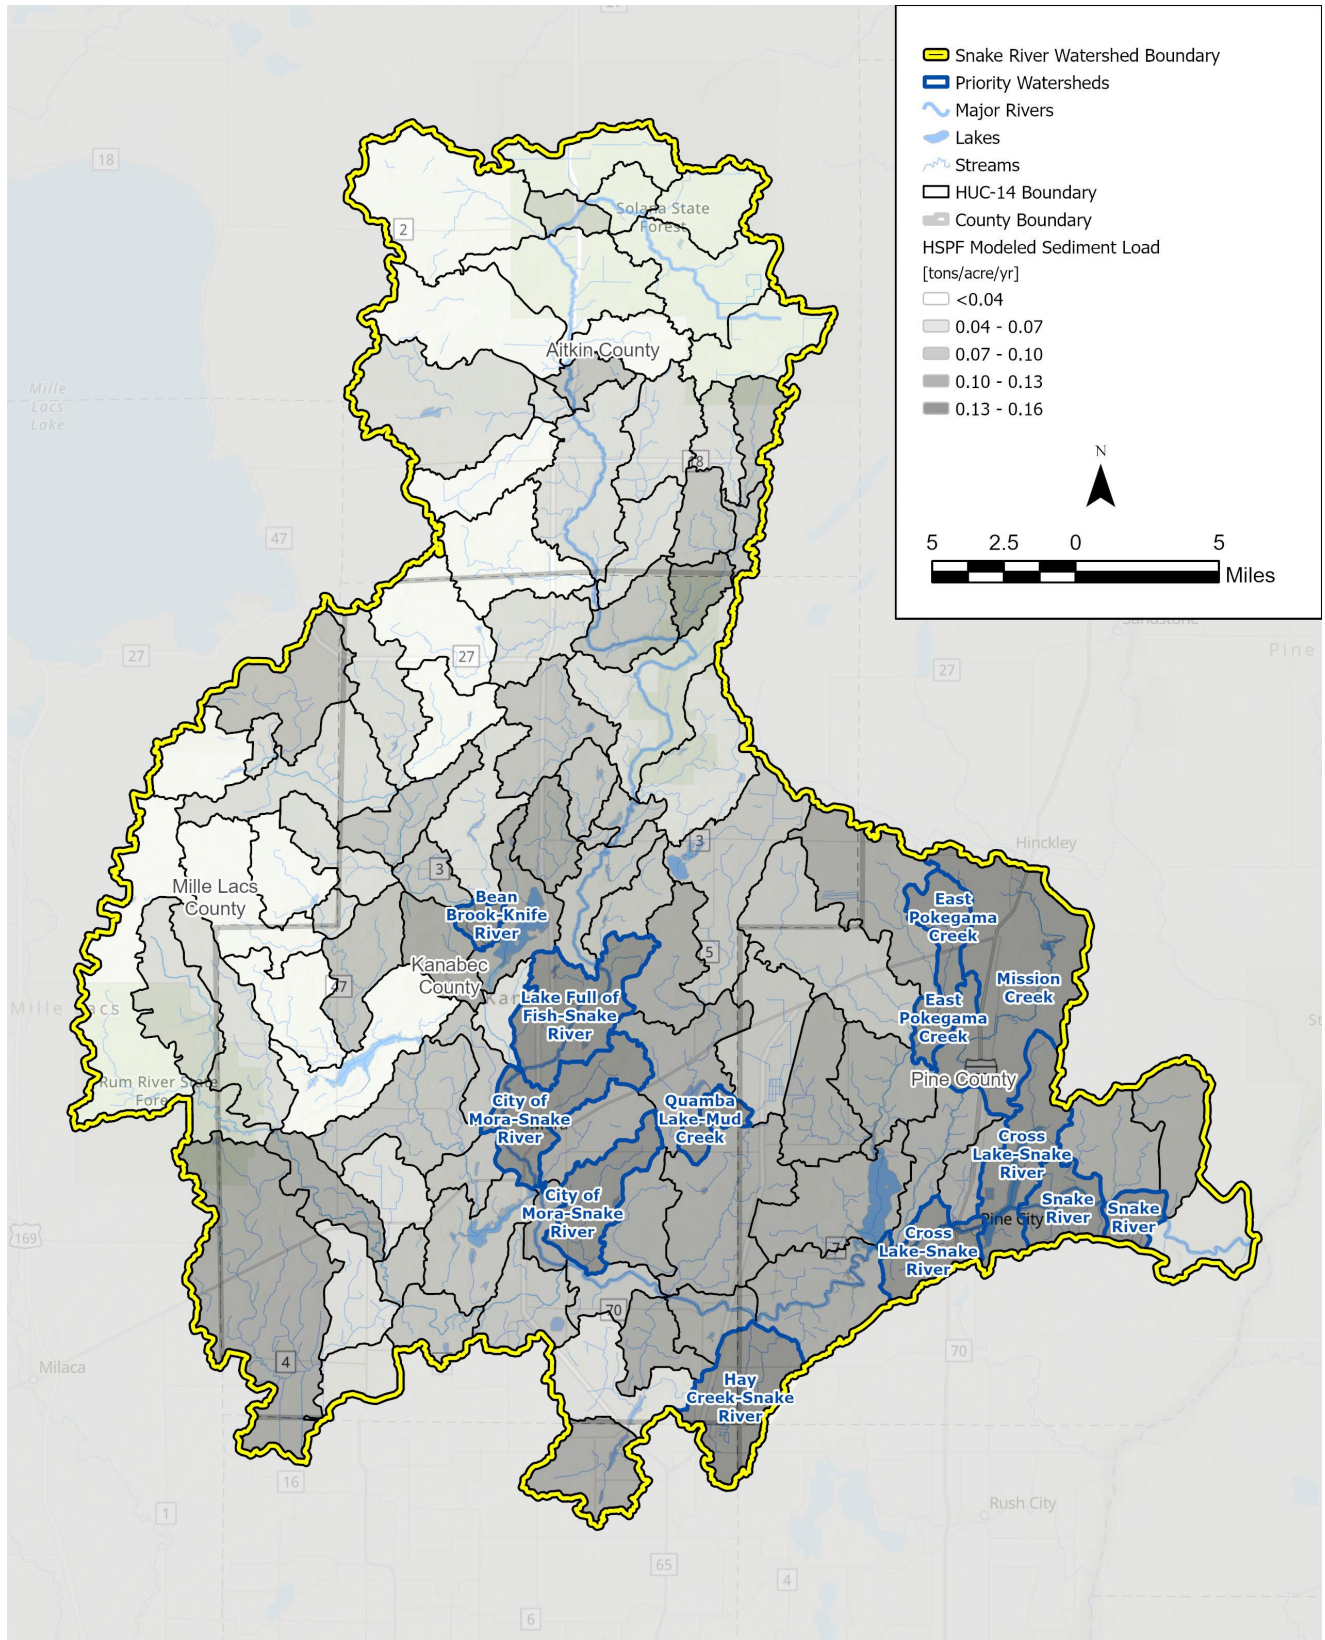 Snake River Watershed Boundary
Priority Watersheds
Major Rivers
Lakes
Streams
HUC-14 Boundary
County Boundary
HSPF Modeled Sediment Load
[tons/acre/yr]
<0.04
0.04 - 0.07
0.07 - 0.10
0.10 - 0.13
0.13 - 0.16
N
5 2.5 0 5
Miles
18
2
Solana State
Forest
Aitkin County
Mille
Lacs
Lake
47
27
27
27
Pine
Hinckley
3
3
Mille Lacs
County
Bean
Brook-Knife
River
East
Pokegama
Creek
5
Kanabec
County
47
Mission
Creek
Lake Full of
Fish-Snake
River
East
Pokegama
Creek
Mille Lacs
Pine County
Rum River State
City of
Mora-Snake
River
Quamba
Lake-Mud
Creek
Cross
Lake-Snake
River
City of
Mora-Snake
River
Snake
River
Snake
River
Pine City
169
Cross
Lake-Snake
River
70
70
4
Milaca
Hay
Creek-Snake
River
16
1
Rush City
65
4
6